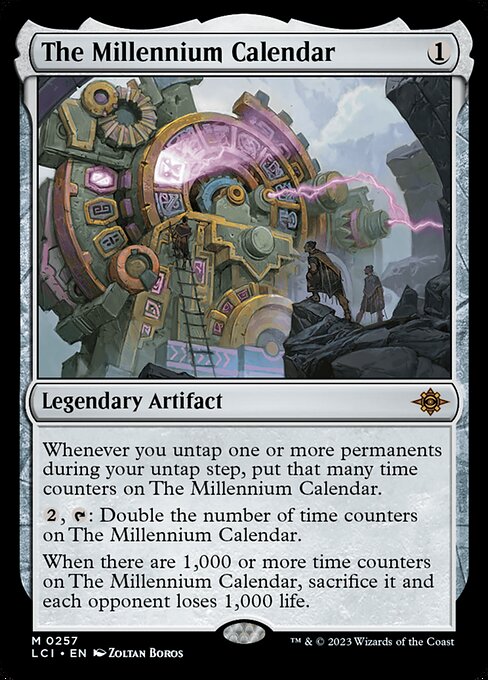 The Millennium Calendar 1
Legendary Artifact
Whenever you untap one or more permanents
during your untap step, put that many time
counters on The Millennium Calendar.
2, : Double the number of time counters
on The Millennium Calendar.
When there are 1,000 or more time counters
on The Millennium Calendar, sacrifice it and
each opponent loses 1,000 life.
M 0257
LCI • EN Zoltan Boros
™ & © 2023 Wizards of the Coast